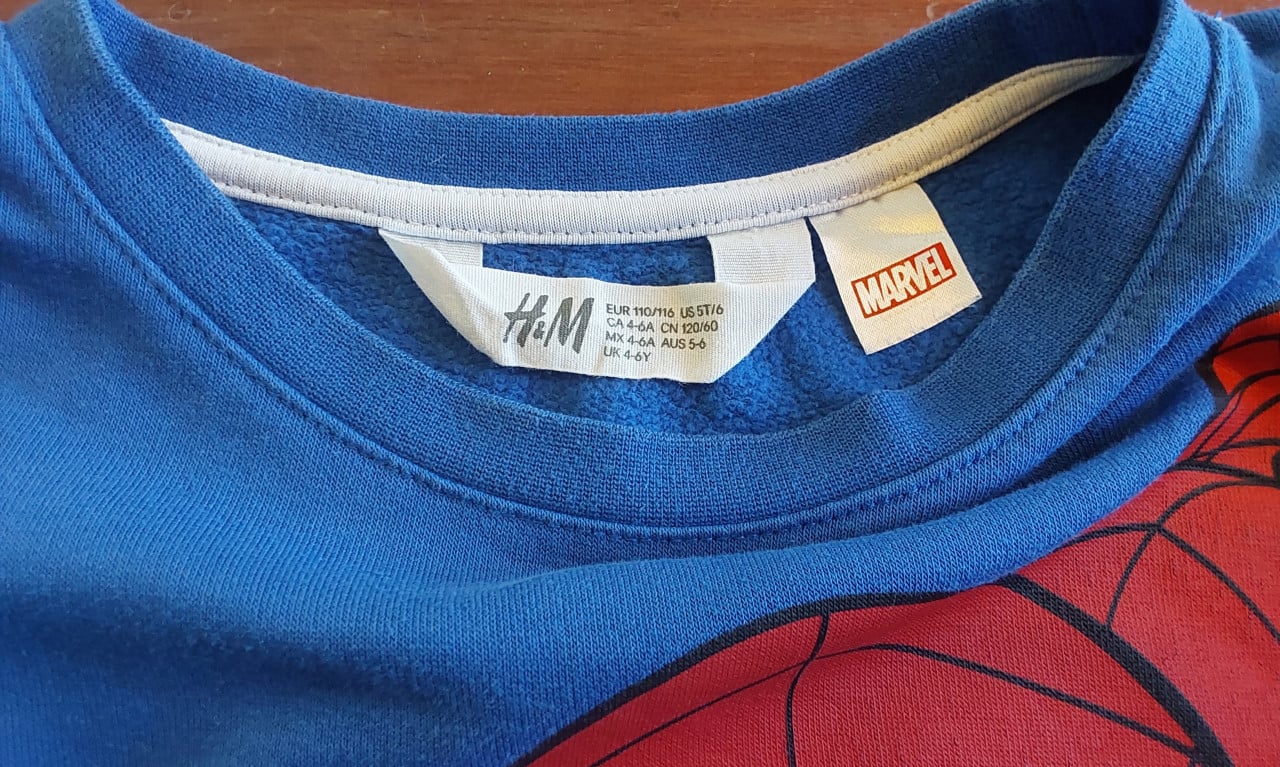 H&M
EUR 110/116 US 5T/6
CA 4-6A CN 120/60
MX 4-6A AUS 5-6
UK 4-6Y
MARVEL